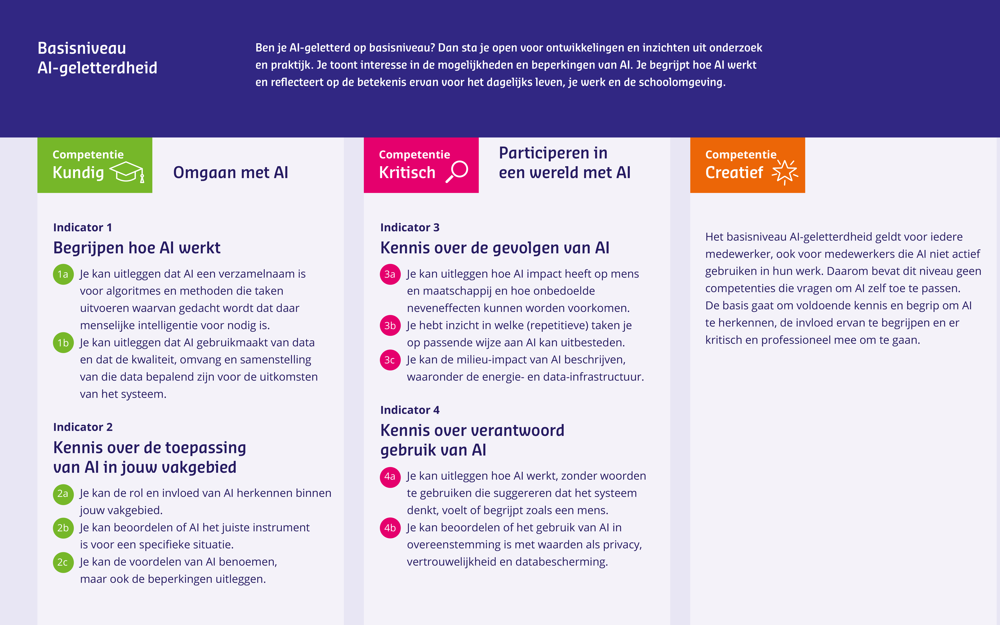 Basisniveau
AI-geletterdheid
Ben je AI-geletterd op basisniveau? Dan sta je open voor ontwikkelingen en inzichten uit onderzoek
en praktijk. Je toont interesse in de mogelijkheden en beperkingen van AI. Je begrijpt hoe AI werkt
en reflecteert op de betekenis ervan voor het dagelijks leven, je werk en de schoolomgeving.
Competentie
Kundig
Omgaan met AI
Indicator 1
Begrijpen hoe AI werkt
1a Je kan uitleggen dat AI een verzamelnaam is
voor algoritmes en methoden die taken
uitvoeren waarvan gedacht wordt dat daar
menselijke intelligentie voor nodig is.
1b Je kan uitleggen dat AI gebruikmaakt van data
en dat de kwaliteit, omvang en samenstelling
van die data bepalend zijn voor de uitkomsten
van het systeem.
Indicator 2
Kennis over de toepassing
van AI in jouw vakgebied
2a Je kan de rol en invloed van AI herkennen binnen
jouw vakgebied.
2b Je kan beoordelen of AI het juiste instrument
is voor een specifieke situatie.
2c Je kan de voordelen van AI benoemen,
maar ook de beperkingen uitleggen.
Competentie
Kritisch
Participeren in
een wereld met AI
Indicator 3
Kennis over de gevolgen van AI
3a Je kan uitleggen hoe AI impact heeft op mens
en maatschappij en hoe onbedoelde
neveneffecten kunnen worden voorkomen.
3b Je hebt inzicht in welke (repetitieve) taken je
op passende wijze aan AI kan uitbesteden.
3c Je kan de milieu-impact van AI beschrijven,
waaronder de energie- en data-infrastructuur.
Indicator 4
Kennis over verantwoord
gebruik van AI
4a Je kan uitleggen hoe AI werkt, zonder woorden
te gebruiken die suggereren dat het systeem
denkt, voelt of begrijpt zoals een mens.
4b Je kan beoordelen of het gebruik van AI in
overeenstemming is met waarden als privacy,
vertrouwelijkheid en databescherming.
Competentie
Creatief
Het basisniveau AI-geletterdheid geldt voor iedere
medewerker, ook voor medewerkers die AI niet actief
gebruiken in hun werk. Daarom bevat dit niveau geen
competenties die vragen om AI zelf toe te passen.
De basis gaat om voldoende kennis en begrip om AI
te herkennen, de invloed ervan te begrijpen en er
kritisch en professioneel mee om te gaan.